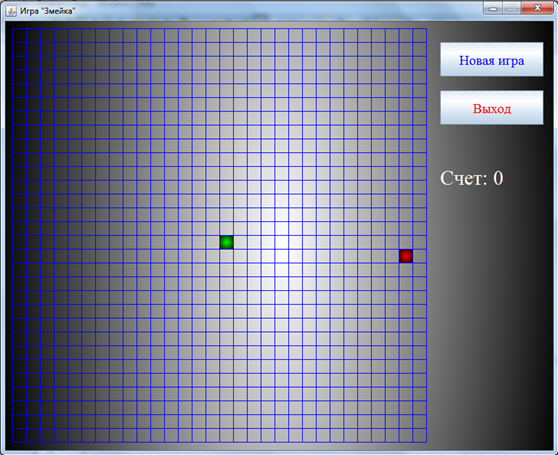 Игра "Змейка"
Новая игра
Выход
Счет: 0